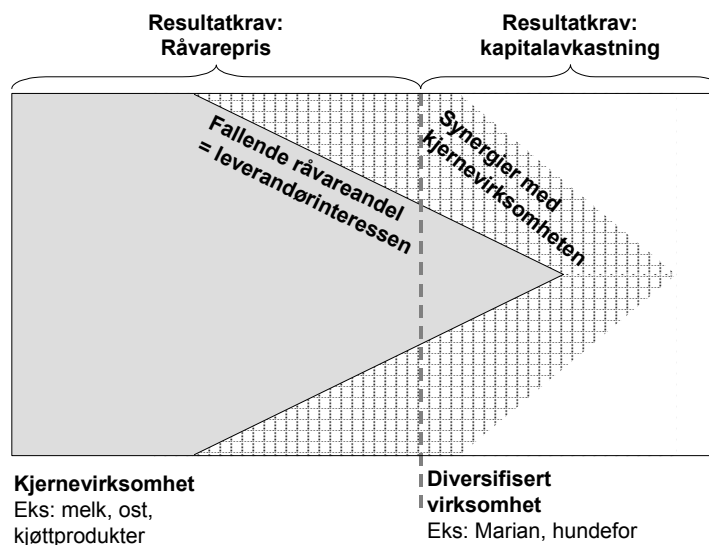 Resultatkrav:
Råvarepris
Resultatkrav:
kapitalavkastning
Fallende råvareandel
= leverandørinteressen
Synergier med
kjernevirksomheten
Kjernevirksomhet
Eks: melk, ost,
kjøttprodukter
Diversifisert
virksomhet
Eks: Marian, hundefor